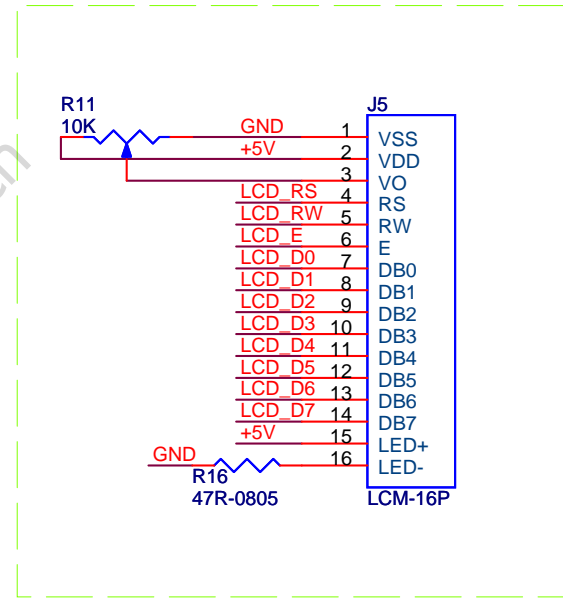 R11
10K
J5
GND 1 VSS
+5V 2 VDD
3 VO
LCD_RS 4 RS
LCD_RW 5 RW
LCD_E 6 E
LCD_D0 7 DB0
LCD_D1 8 DB1
LCD_D2 9 DB2
LCD_D3 10 DB3
LCD_D4 11 DB4
LCD_D5 12 DB5
LCD_D6 13 DB6
LCD_D7 14 DB7
+5V 15 LED+
GND 16 LED-
R16
47R-0805
LCM-16P